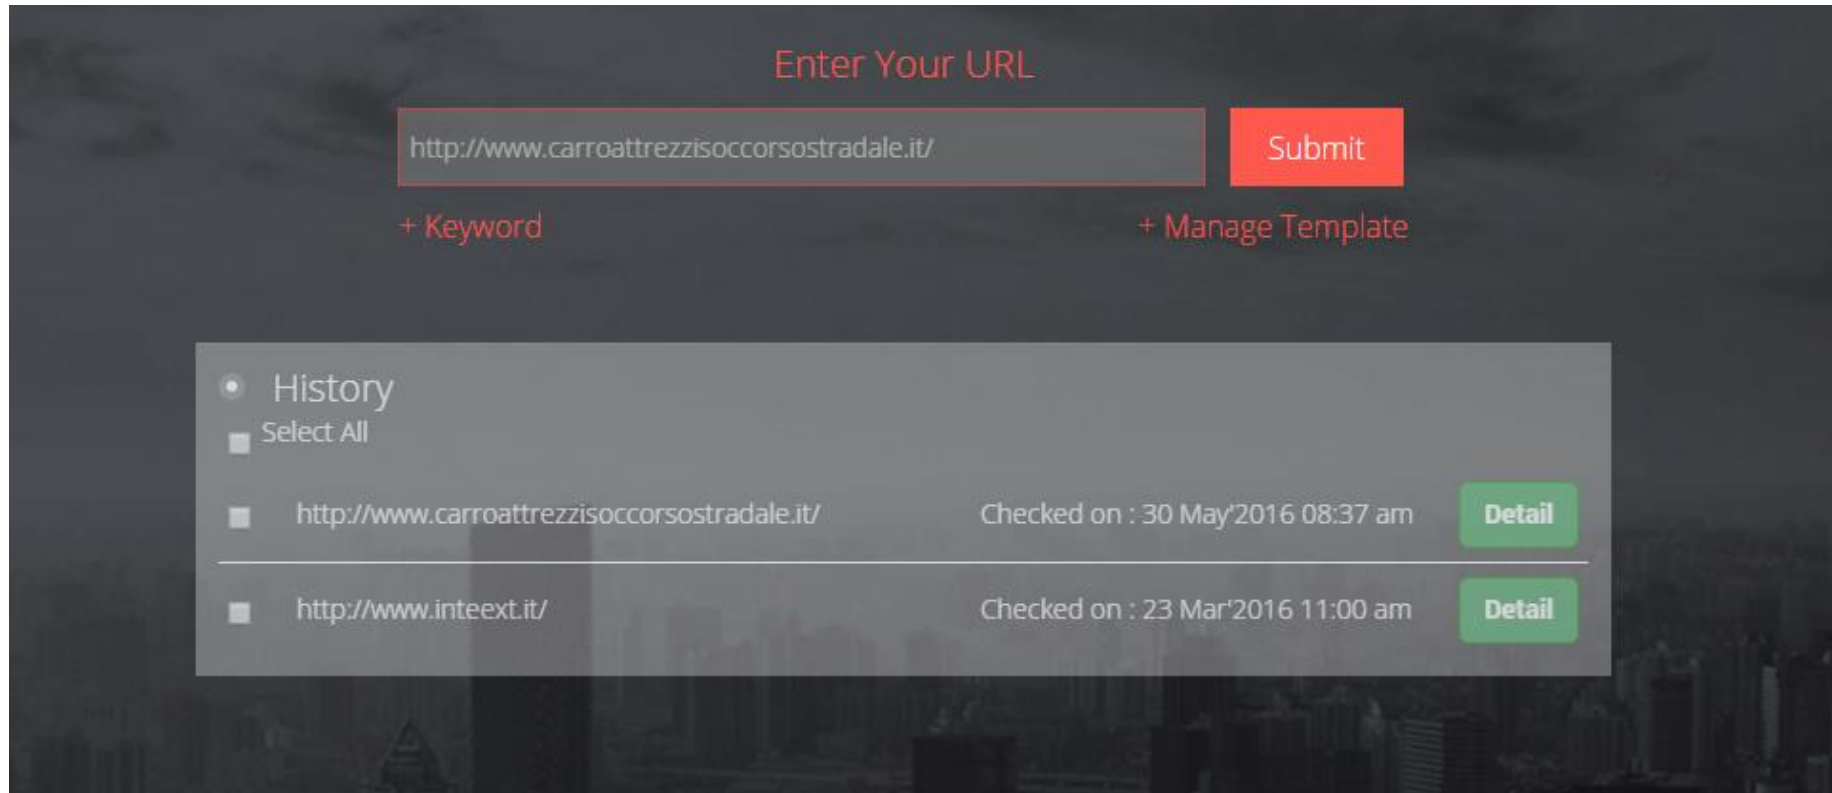 Enter Your URL
http://www.carroattrezzisoccorsostradale.it/ Submit
+ Keyword + Manage Template
History
Select All
http://www.carroattrezzisoccorsostradale.it/ Checked on : 30 May'2016 08:37 am Detail
http://www.inteext.it/ Checked on : 23 Mar'2016 11:00 am Detail